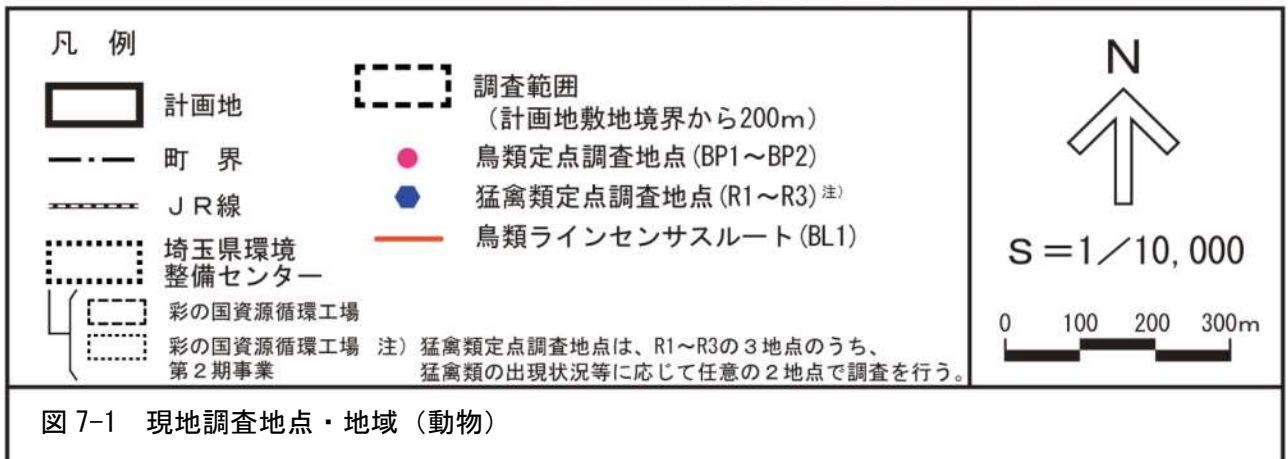 凡 例
計画地
町 界
ＪＲ線
埼玉県環境
整備センター
彩の国資源循環工場
彩の国資源循環工場
第２期事業
調査範囲
（計画地敷地境界から200m）
鳥類定点調査地点(BP1～BP2)
猛禽類定点調査地点(R1～R3)注)
鳥類ラインセンサスルート(BL1)
注) 猛禽類定点調査地点は、R1～R3の３地点のうち、
猛禽類の出現状況等に応じて任意の２地点で調査を行う。
N
S＝1／10,000
0 100 200 300m
図 7-1 現地調査地点・地域（動物）